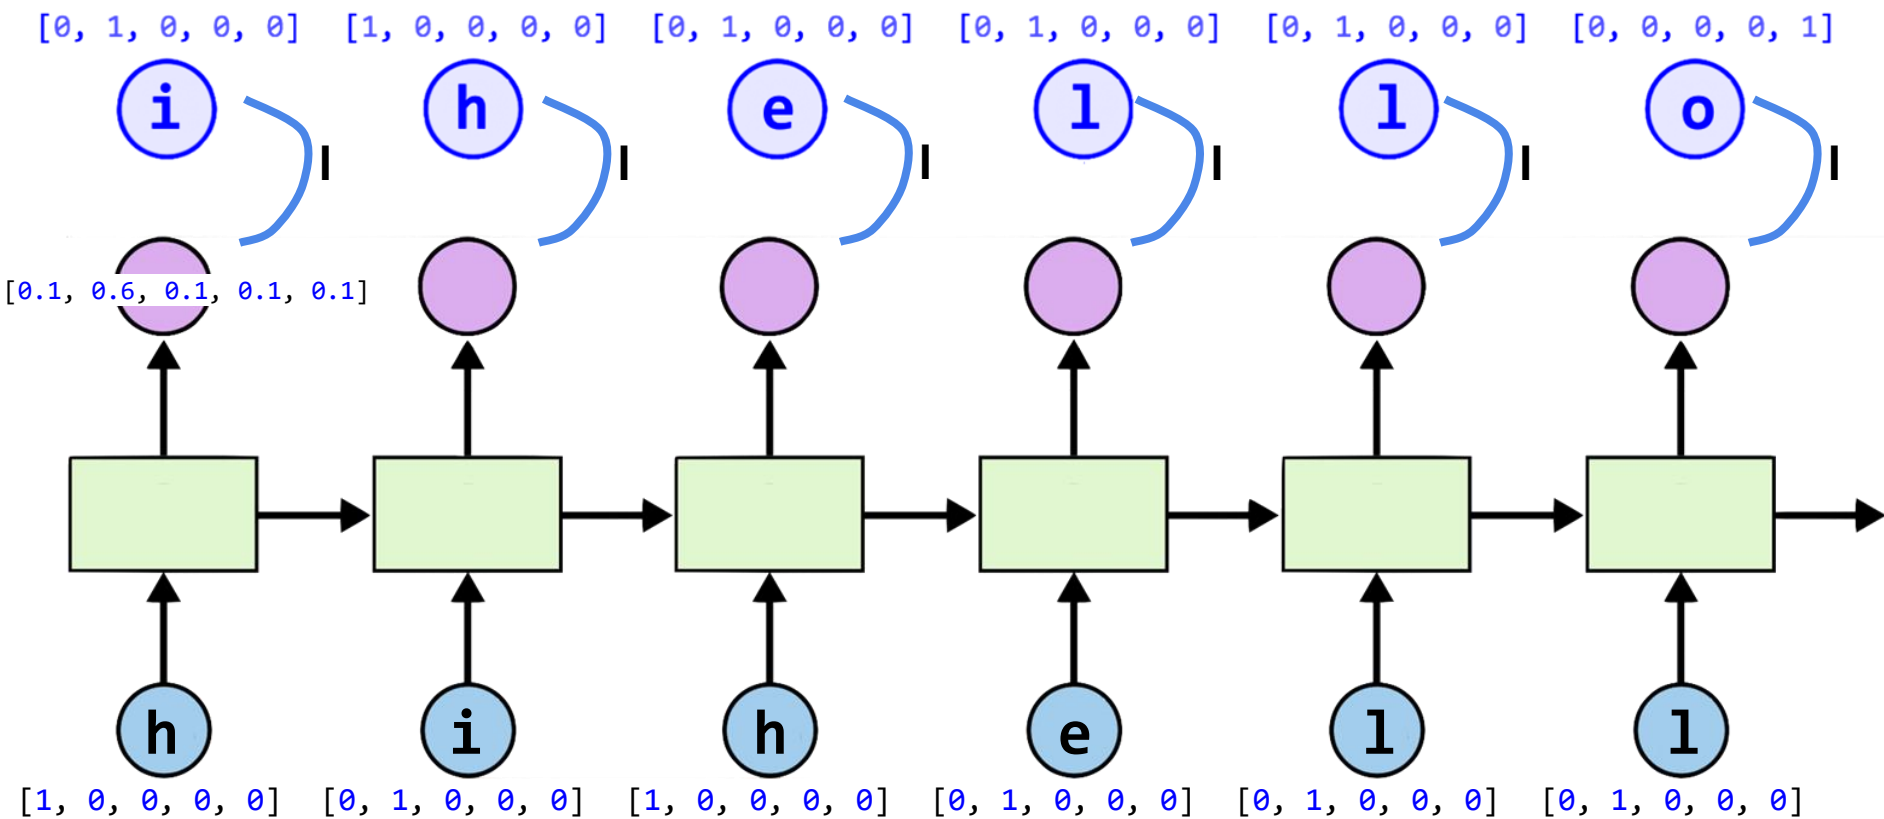 [0, 1, 0, 0, 0] [1, 0, 0, 0, 0] [0, 1, 0, 0, 0] [0, 1, 0, 0, 0] [0, 1, 0, 0, 0] [0, 0, 0, 0, 1]
i h e l l o
l l l l l l
[0.1, 0.6, 0.1, 0.1, 0.1]
h i h e l l
[1, 0, 0, 0, 0] [0, 1, 0, 0, 0] [1, 0, 0, 0, 0] [0, 1, 0, 0, 0] [0, 1, 0, 0, 0] [0, 1, 0, 0, 0]